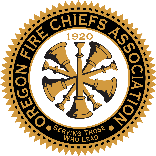 OREGON FIRE CHIEFS ASSOCIATION
1920
SERVING THOSE
WHO LEAD